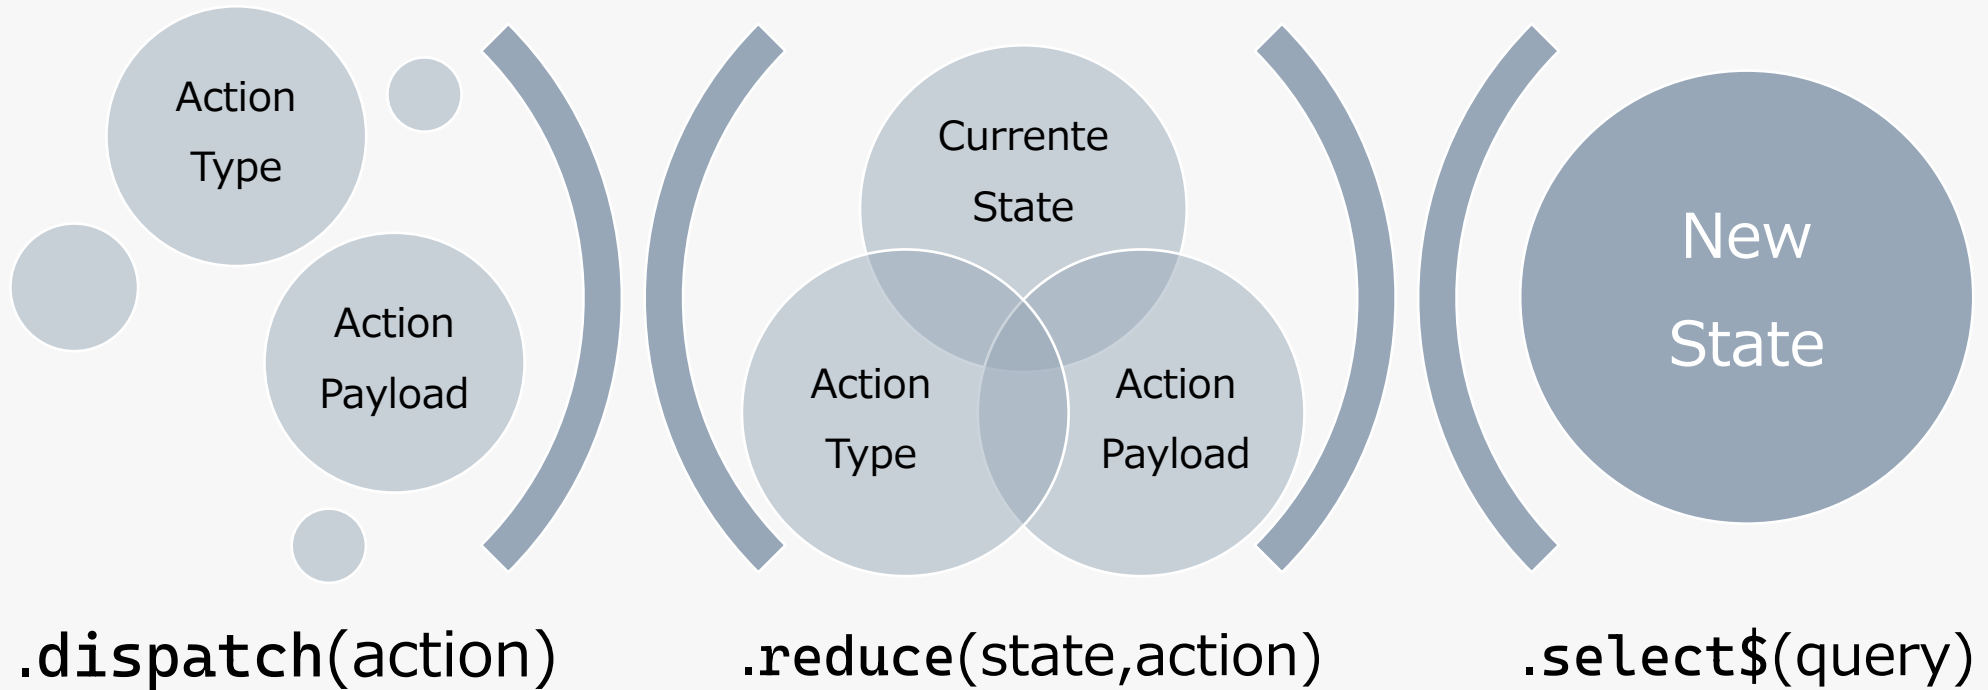 Action
Type
Action
Payload
Currente
State
Action
Type
Action
Payload
New
State
.dispatch(action)
.reduce(state,action)
.select$(query)